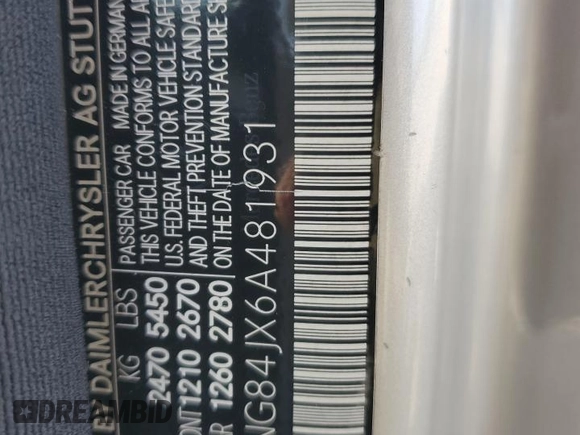 DAIMLERCHRYSLER AG STUT
KG LBS PASSENGER CAR MADE IN GERMAN
2470 5450 THIS VEHICLE CONFORMS TO ALL A
U.S. FEDERAL MOTOR VEHICLE SAFE
1210 2670 AND THEFT PREVENTION STANDAR
1260 2780 ON THE DATE OF MANUFACTURE S
NG84JX6A481931
DREAMBID